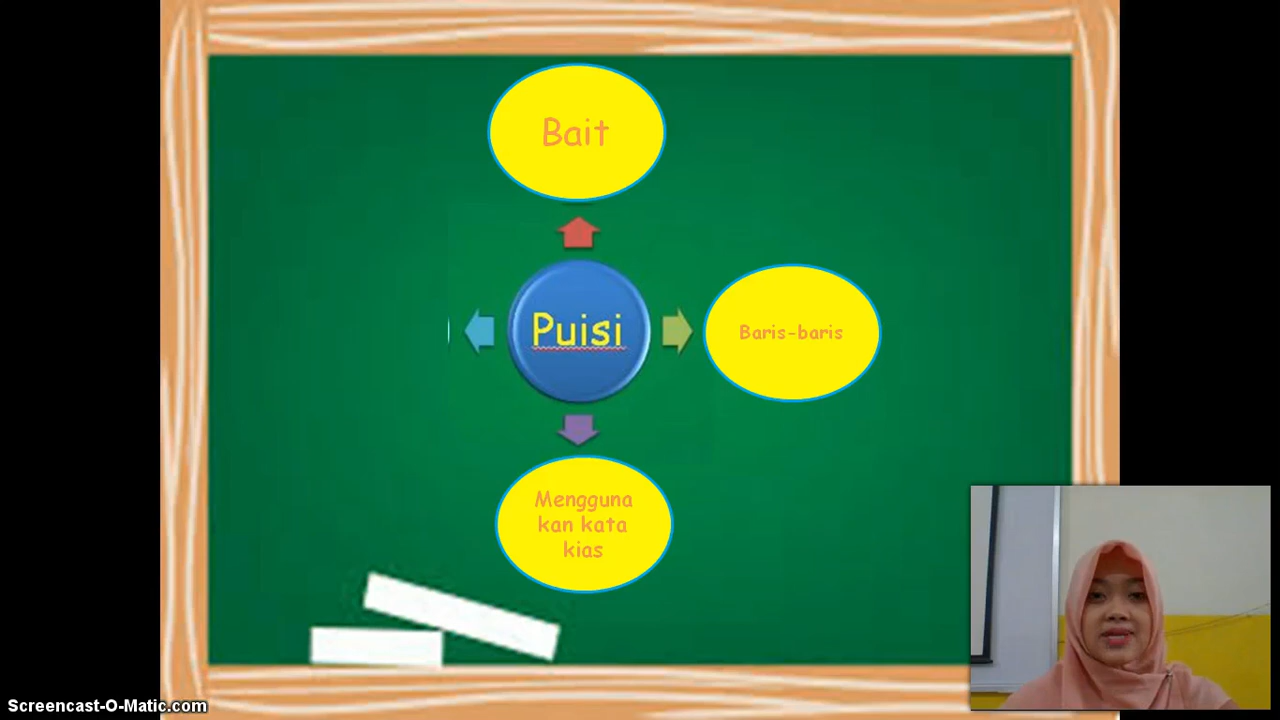 Bait
Puisi
Baris-baris
Mengguna
kan kata
kias
Screencast-O-Matic.com